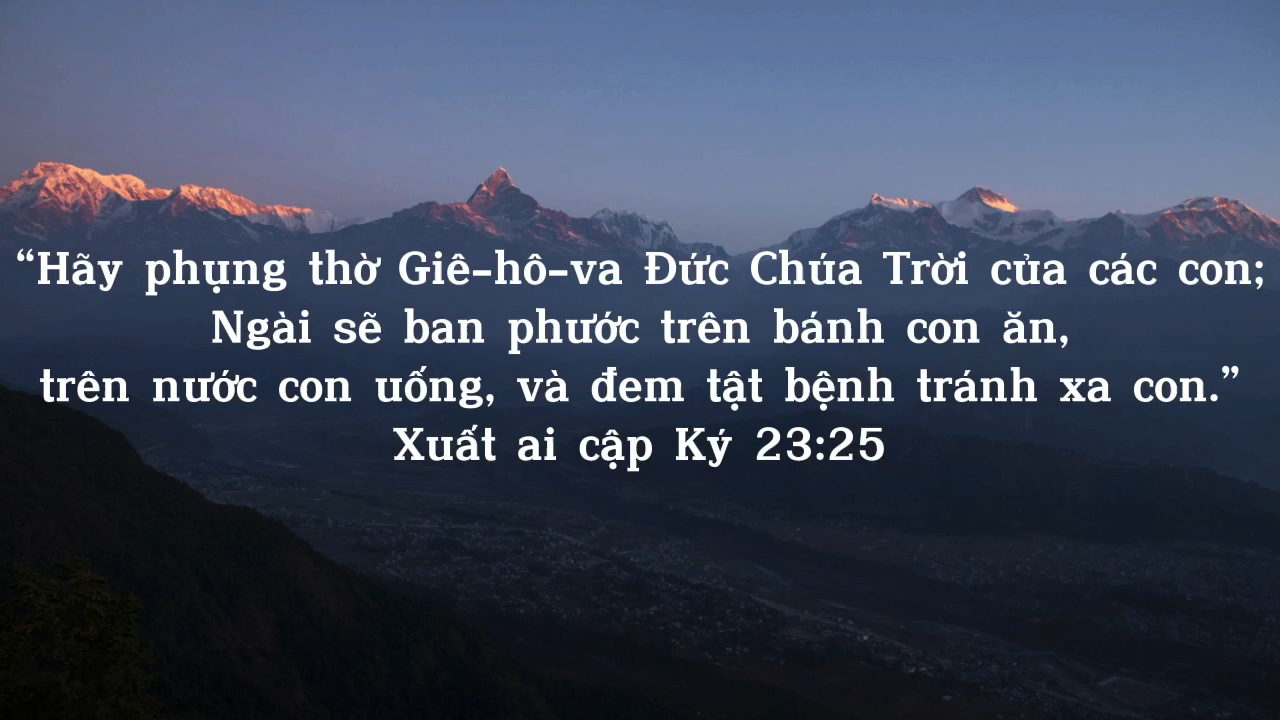 “Hãy phụng thờ Giê-hô-va Đức Chúa Trời của các con;
Ngài sẽ ban phước trên bánh con ăn,
trên nước con uống, và đem tật bệnh tránh xa con.”
Xuất ai cập Ký 23:25